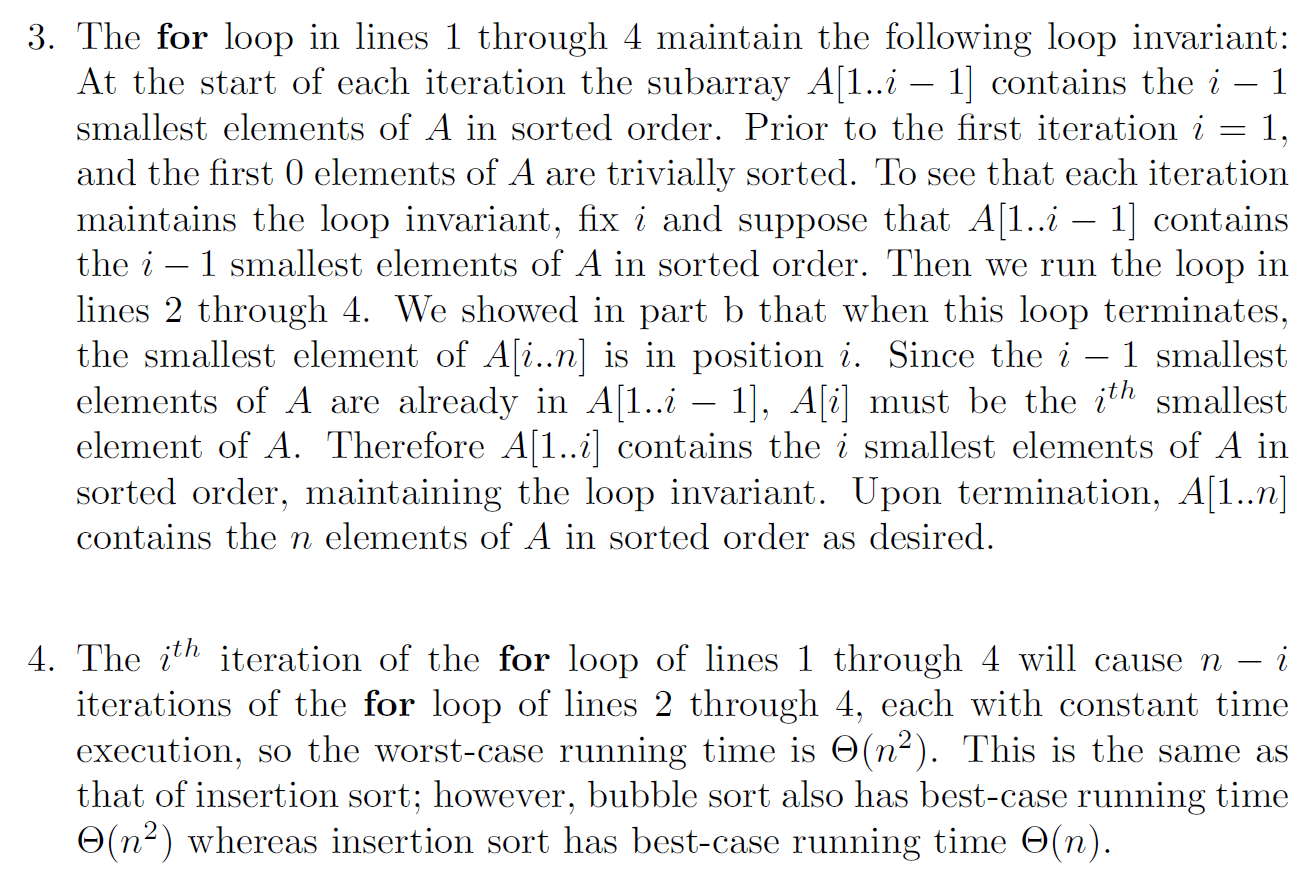 3. The for loop in lines 1 through 4 maintain the following loop invariant:
At the start of each iteration the subarray A[1..i − 1] contains the i − 1
smallest elements of A in sorted order. Prior to the first iteration i = 1,
and the first 0 elements of A are trivially sorted. To see that each iteration
maintains the loop invariant, fix i and suppose that A[1..i − 1] contains
the i − 1 smallest elements of A in sorted order. Then we run the loop in
lines 2 through 4. We showed in part b that when this loop terminates,
the smallest element of A[i..n] is in position i. Since the i − 1 smallest
elements of A are already in A[1..i − 1], A[i] must be the i^{th} smallest
element of A. Therefore A[1..i] contains the i smallest elements of A in
sorted order, maintaining the loop invariant. Upon termination, A[1..n]
contains the n elements of A in sorted order as desired.
4. The i^{th} iteration of the for loop of lines 1 through 4 will cause n − i
iterations of the for loop of lines 2 through 4, each with constant time
execution, so the worst-case running time is Θ(n²). This is the same as
that of insertion sort; however, bubble sort also has best-case running time
Θ(n²) whereas insertion sort has best-case running time Θ(n).